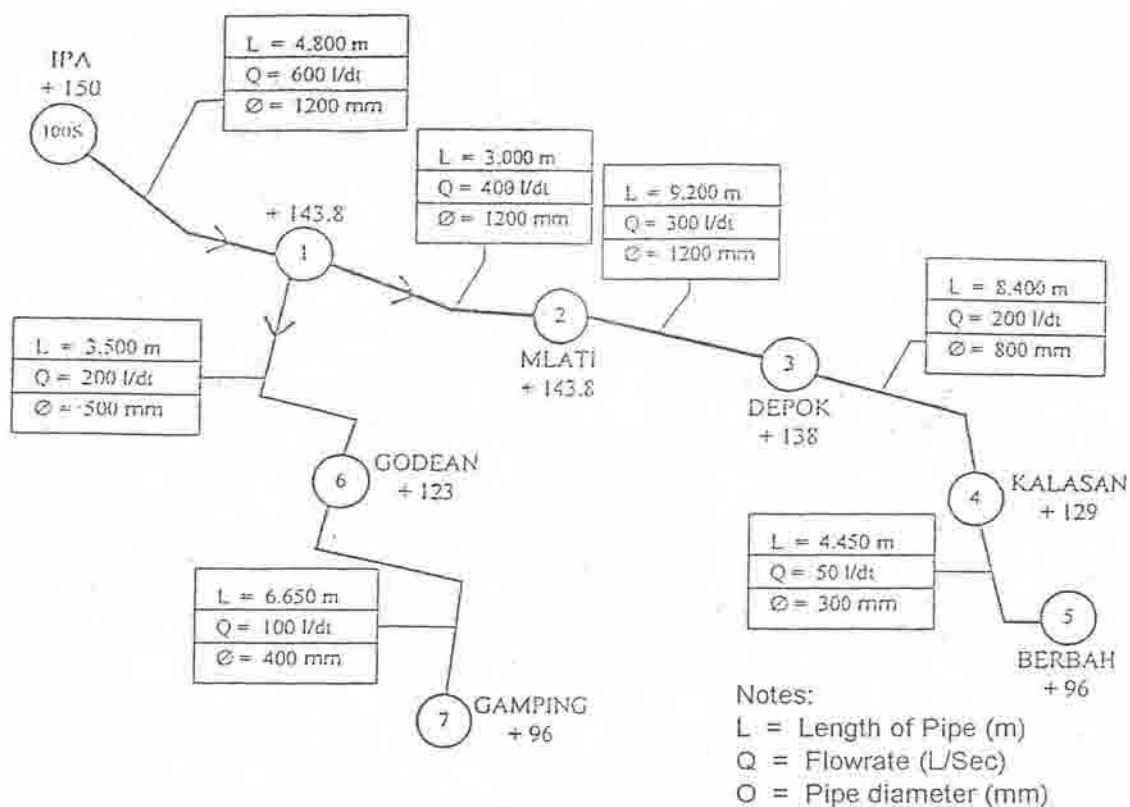 IPA
+ 150
100S
L = 4.800 m
Q = 600 l/dt
Ø = 1200 mm
L = 3.000 m
Q = 400 l/dt
Ø = 1200 mm
L = 9.200 m
Q = 300 l/dt
Ø = 1200 mm
+ 143.8
1
L = 8.400 m
Q = 200 l/dt
Ø = 800 mm
2
MLATI
+ 143.8
3
DEPOK
+ 138
L = 3.500 m
Q = 200 l/dt
Ø = 500 mm
6
GODEAN
+ 123
4
KALASAN
+ 129
L = 4.450 m
Q = 50 l/dt
Ø = 300 mm
L = 6.650 m
Q = 100 l/dt
Ø = 400 mm
5
BERBAH
+ 96
7
GAMPING
+ 96
Notes:
L = Length of Pipe (m)
Q = Flowrate (L/Sec)
O = Pipe diameter (mm)